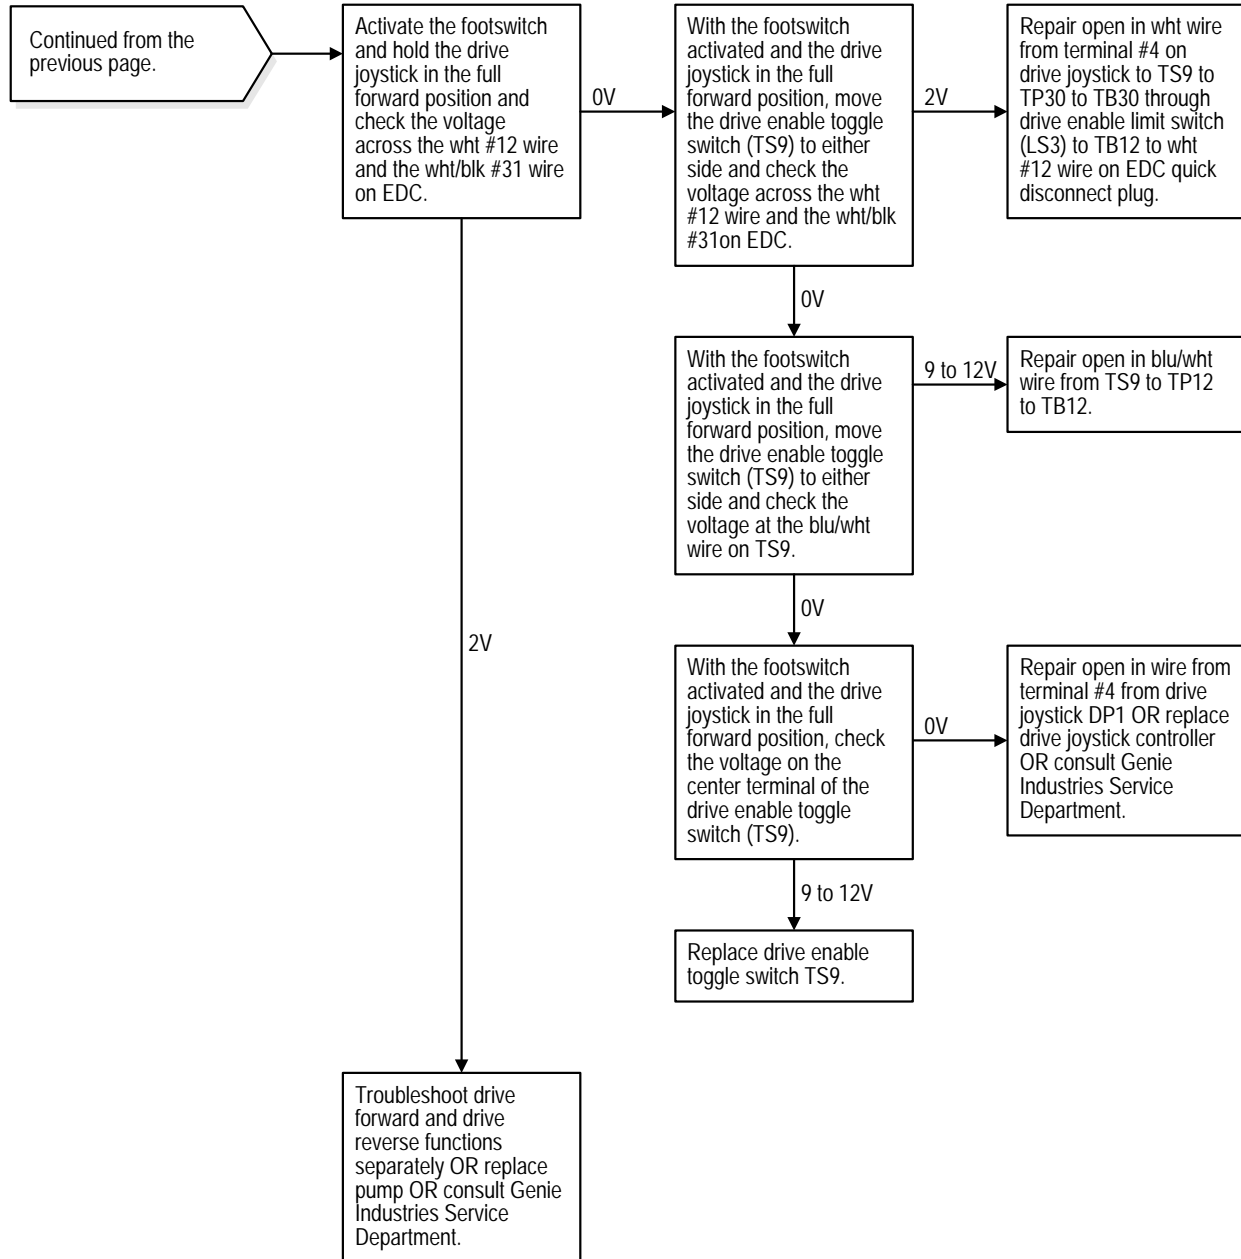 Continued from the
previous page.
Activate the footswitch
and hold the drive
joystick in the full
forward position and
check the voltage
across the wht #12 wire
and the wht/blk #31 wire
on EDC.
0V
With the footswitch
activated and the drive
joystick in the full
forward position, move
the drive enable toggle
switch (TS9) to either
side and check the
voltage across the wht
#12 wire and the wht/blk
#31on EDC.
2V
Repair open in wht wire
from terminal #4 on
drive joystick to TS9 to
TP30 to TB30 through
drive enable limit switch
(LS3) to TB12 to wht
#12 wire on EDC quick
disconnect plug.
0V
With the footswitch
activated and the drive
joystick in the full
forward position, move
the drive enable toggle
switch (TS9) to either
side and check the
voltage at the blu/wht
wire on TS9.
9 to 12V
Repair open in blu/wht
wire from TS9 to TP12
to TB12.
0V
2V
With the footswitch
activated and the drive
joystick in the full
forward position, check
the voltage on the
center terminal of the
drive enable toggle
switch (TS9).
0V
Repair open in wire from
terminal #4 from drive
joystick DP1 OR replace
drive joystick controller
OR consult Genie
Industries Service
Department.
9 to 12V
Replace drive enable
toggle switch TS9.
Troubleshoot drive
forward and drive
reverse functions
separately OR replace
pump OR consult Genie
Industries Service
Department.